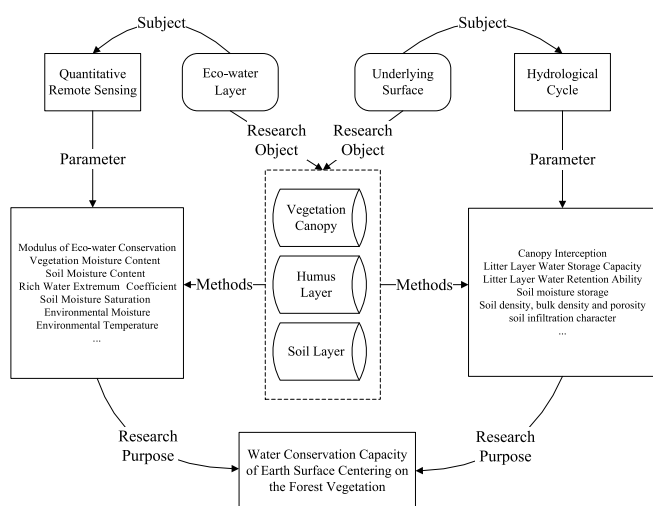 Subject
Subject
Quantitative
Remote Sensing
Eco-water
Layer
Underlying
Surface
Hydrological
Cycle
Research
Object
Research
Object
Parameter
Parameter
Vegetation
Canopy
Humus
Layer
Soil Layer
Modulus of Eco-water Conservation
Vegetation Moisture Content
Soil Moisture Content
Rich Water Extremum Coefficient
Soil Moisture Saturation
Environmental Moisture
Environmental Temperature
...
Methods
Methods
Canopy Interception
Litter Layer Water Storage Capacity
Litter Layer Water Retention Ability
Soil moisture storage
Soil density, bulk density and porosity
soil infiltration character
...
Research
Purpose
Research
Purpose
Water Conservation Capacity
of Earth Surface Centering on
the Forest Vegetation